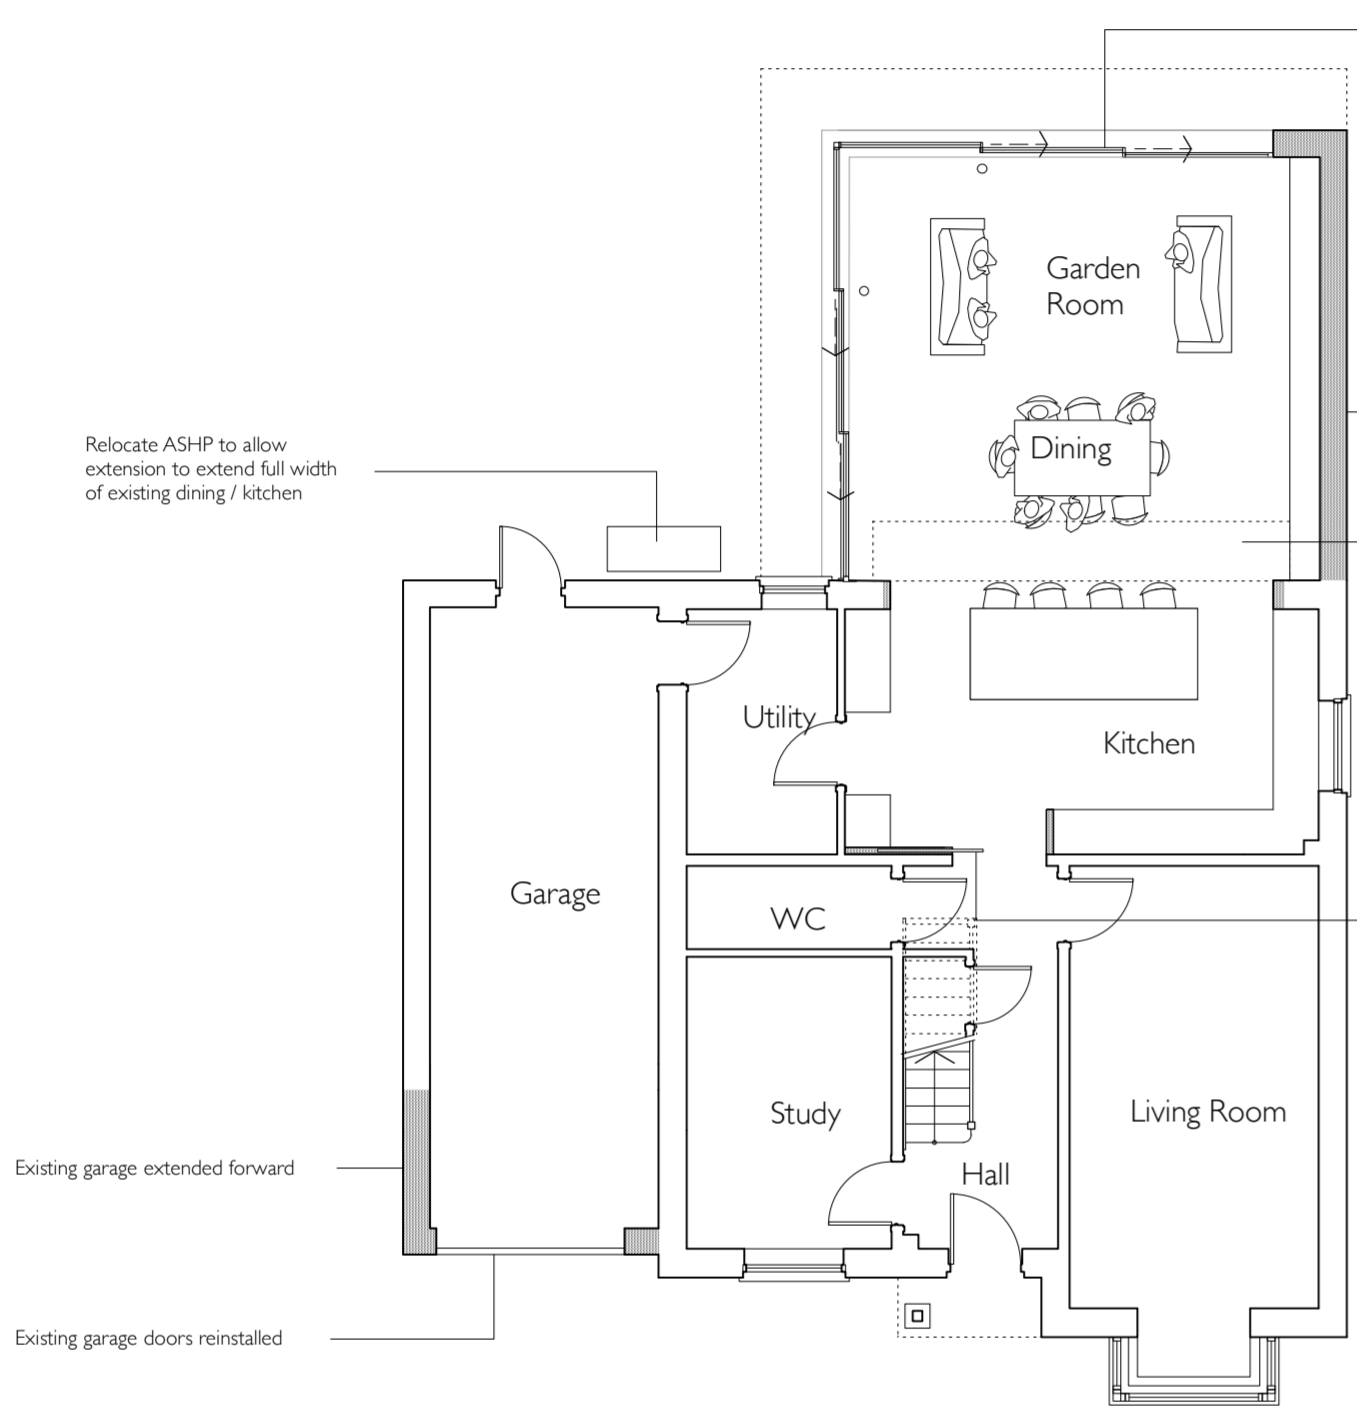 Garden
Room
Dining
Relocate ASHP to allow
extension to extend full width
of existing dining / kitchen
Utility
Kitchen
Garage
WC
Study
Living Room
Existing garage extended forward
Hall
Existing garage doors reinstalled